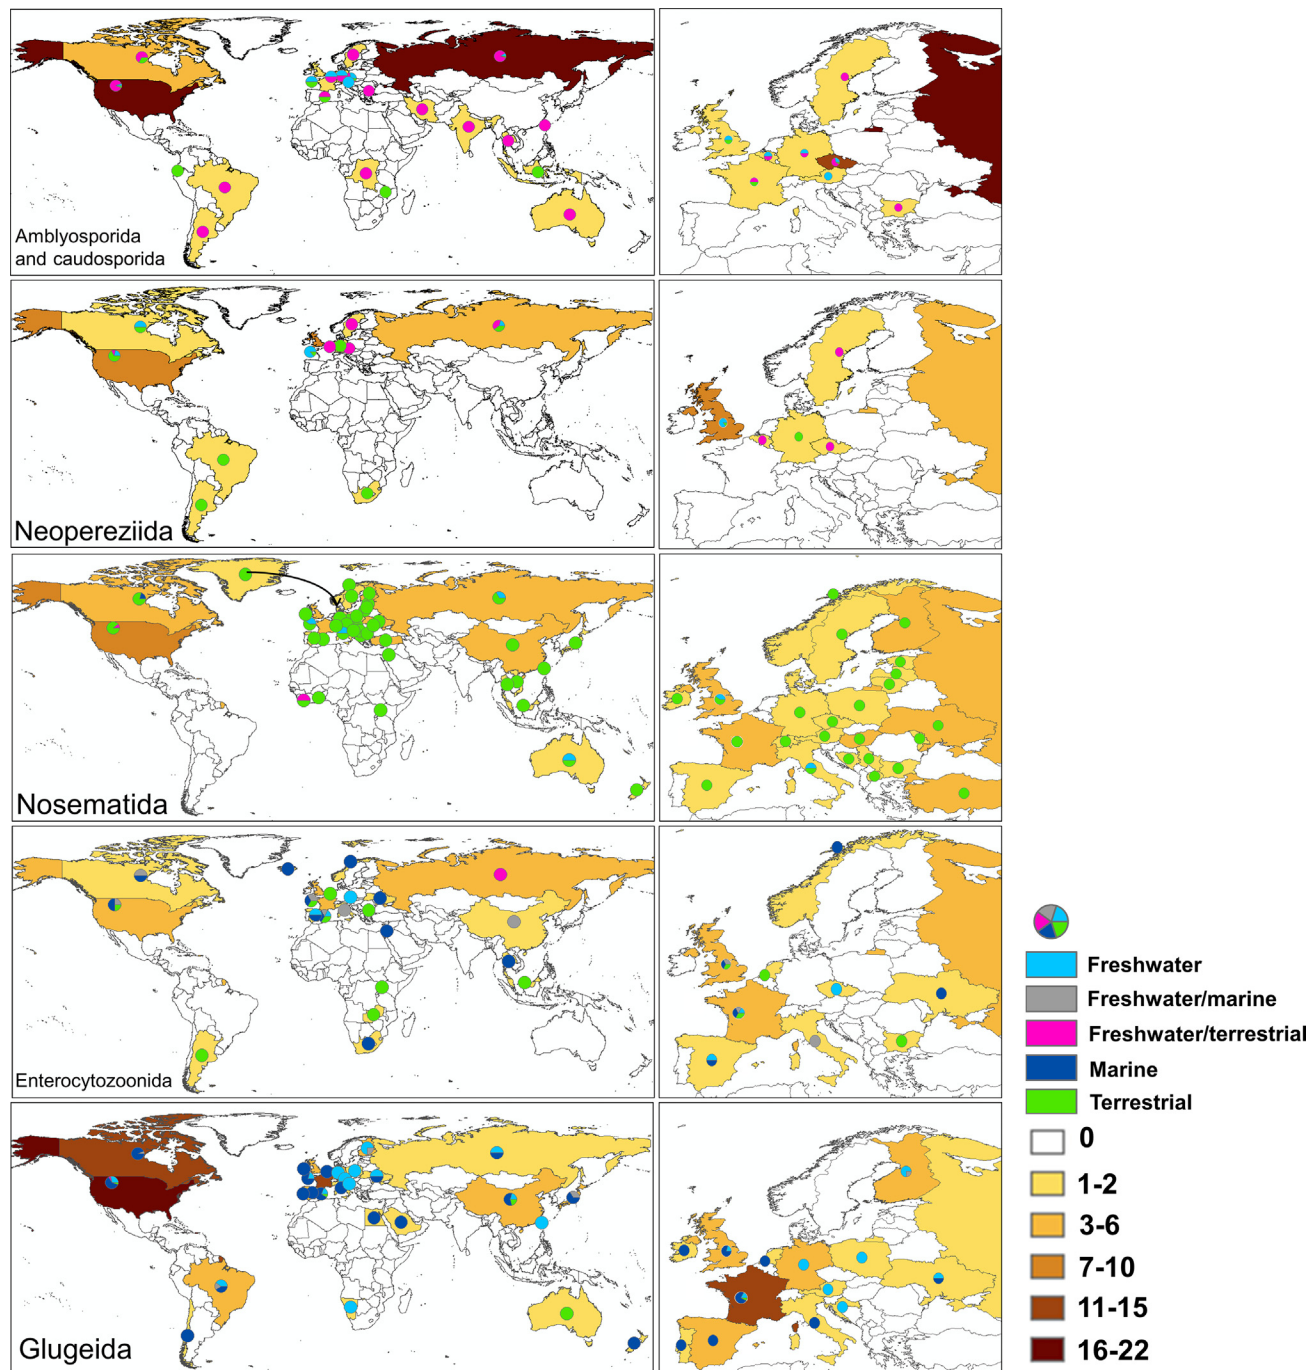 Amblyosporida
and caudosporida
Neopereziida
Nosematida
Enterocytozoonida
Glugeida
Freshwater
Freshwater/marine
Freshwater/terrestrial
Marine
Terrestrial
0
1-2
3-6
7-10
11-15
16-22